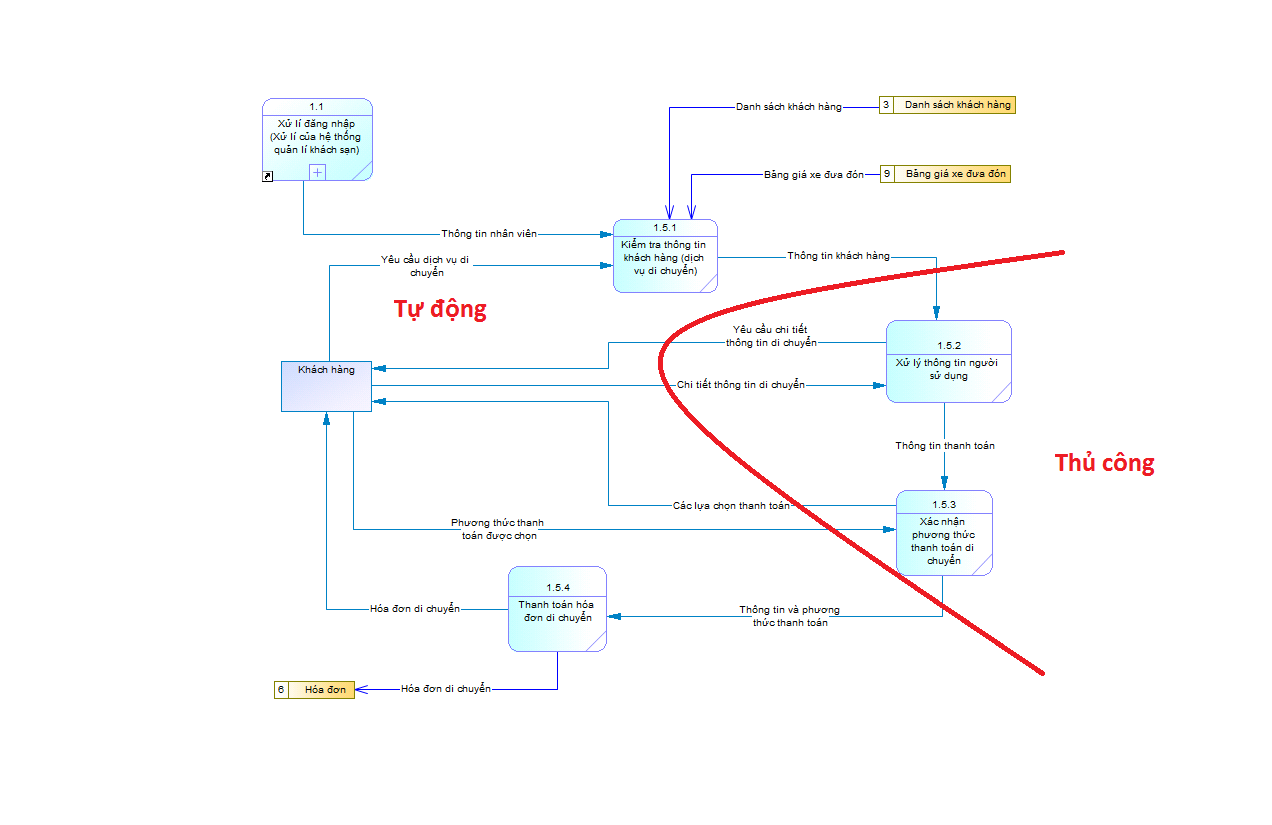 1.1
Xử lí đăng nhập
(Xử lí của hệ thống
quản lí khách sạn)
Danh sách khách hàng
3 Danh sách khách hàng
Bảng giá xe đưa đón
9 Bảng giá xe đưa đón
Thông tin nhân viên
Yêu cầu dịch vụ di
chuyển
1.5.1
Kiểm tra thông tin
khách hàng (dịch
vụ di chuyển)
Thông tin khách hàng
Tự động
Yêu cầu chi tiết
thông tin di chuyển
1.5.2
Xử lý thông tin người
sử dụng
Khách hàng
Chi tiết thông tin di chuyển
Thông tin thanh toán
Thủ công
Các lựa chọn thanh toán
1.5.3
Xác nhận
phương thức
thanh toán di
chuyển
Phương thức thanh
toán được chọn
1.5.4
Thanh toán hóa
đơn di chuyển
Hóa đơn di chuyển
Thông tin và phương
thức thanh toán
6 Hóa đơn
Hóa đơn di chuyển